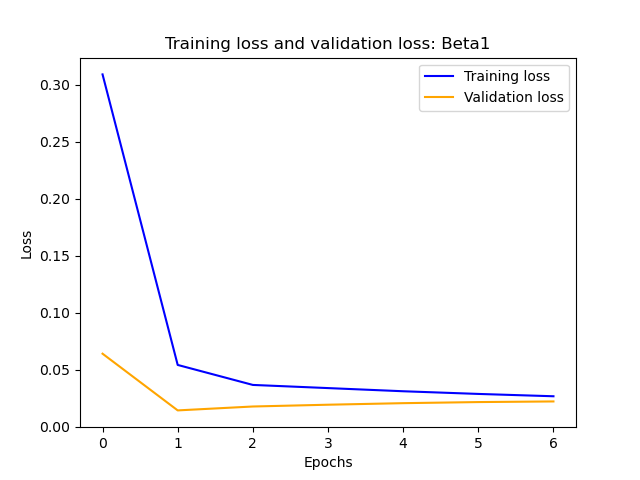 Training loss and validation loss: Beta1
Training loss
Validation loss
0.30
0.25
0.20
0.15
0.10
0.05
0.00
Loss
0 1 2 3 4 5 6
Epochs